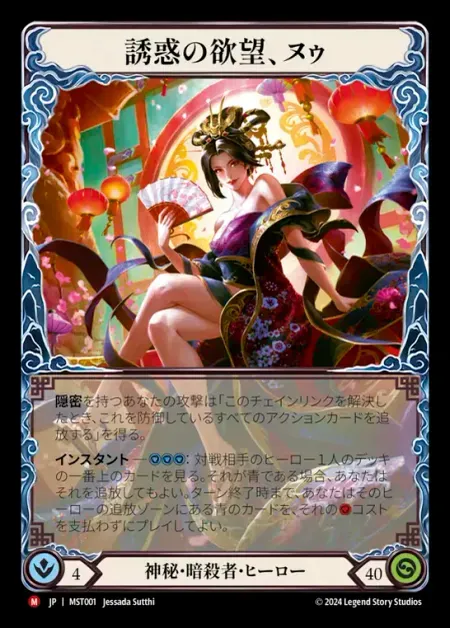 誘惑の欲望、ヌゥ
隠密を持つあなたの攻撃は「このチェインリンクを解決し
たとき、これを防御しているすべてのアクションカードを追
放する」を得る。
インスタント—: 対戦相手のヒーロー1人のデッキ
の一番上のカードを見る。それが青である場合、あなたは
それを追放してもよい。ターン終了時まで、あなたはそのヒ
ーローの追放ゾーンにある青のカードを、それのコスト
を支払わずにプレイしてよい。
4 神秘・暗殺者・ヒーロー 40
M JP | MST001 Jessada Sutthi © 2024 Legend Story Studios